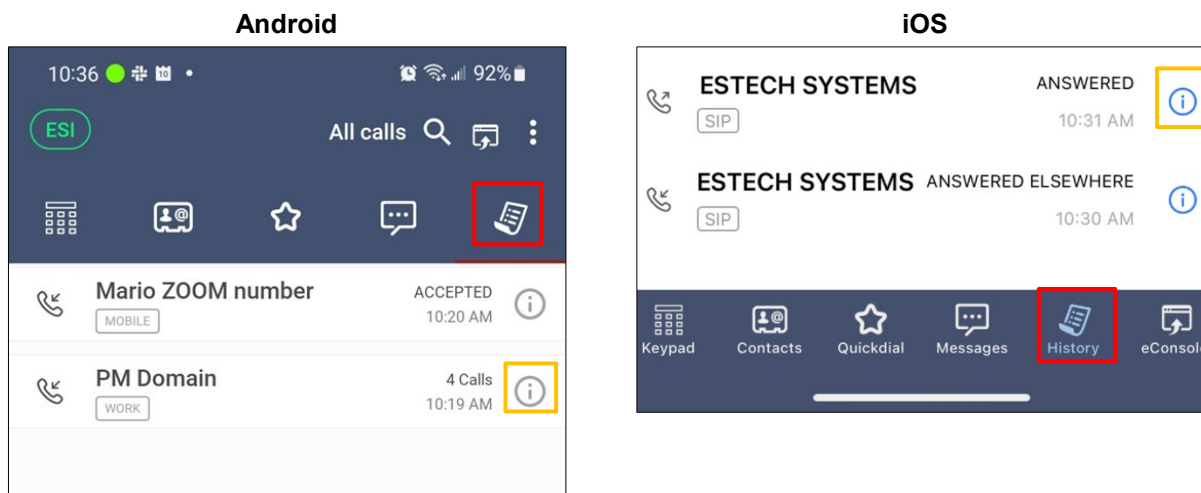 Android
10:36 10 • 92%
ESI
All calls
Mario ZOOM number
ACCEPTED
MOBILE
10:20 AM
PM Domain
4 Calls
WORK
10:19 AM
iOS
ESTECH SYSTEMS
ANSWERED
SIP
10:31 AM
ESTECH SYSTEMS
ANSWERED ELSEWHERE
SIP
10:30 AM
Keypad
Contacts
Quickdial
Messages
History
eConsole